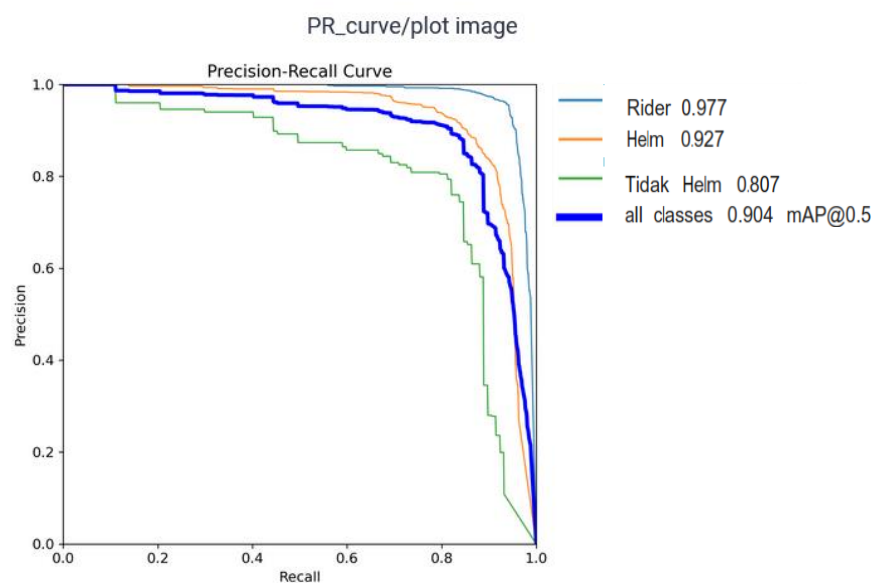 PR_curve/plot image
Precision-Recall Curve
1.0
0.8
0.6
0.4
0.2
0.0
Precision
0.0 0.2 0.4 0.6 0.8 1.0
Recall
Rider 0.977
Helm 0.927
Tidak Helm 0.807
all classes 0.904 mAP@0.5